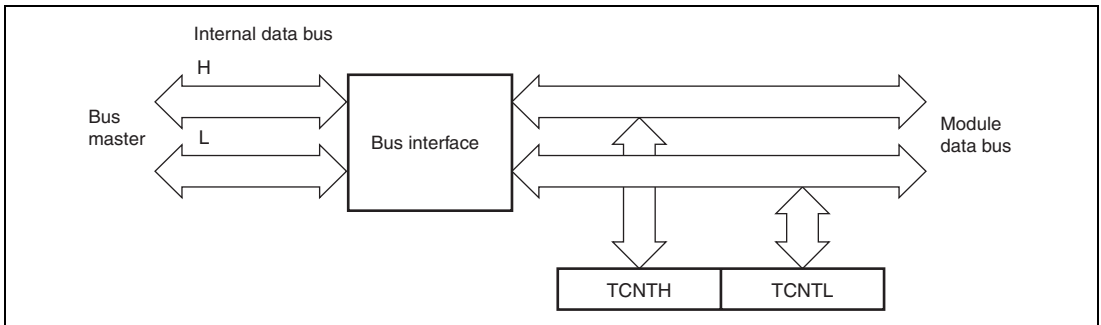 Internal data bus
H
Bus
master
L
Bus interface
Module
data bus
TCNTH
TCNTL